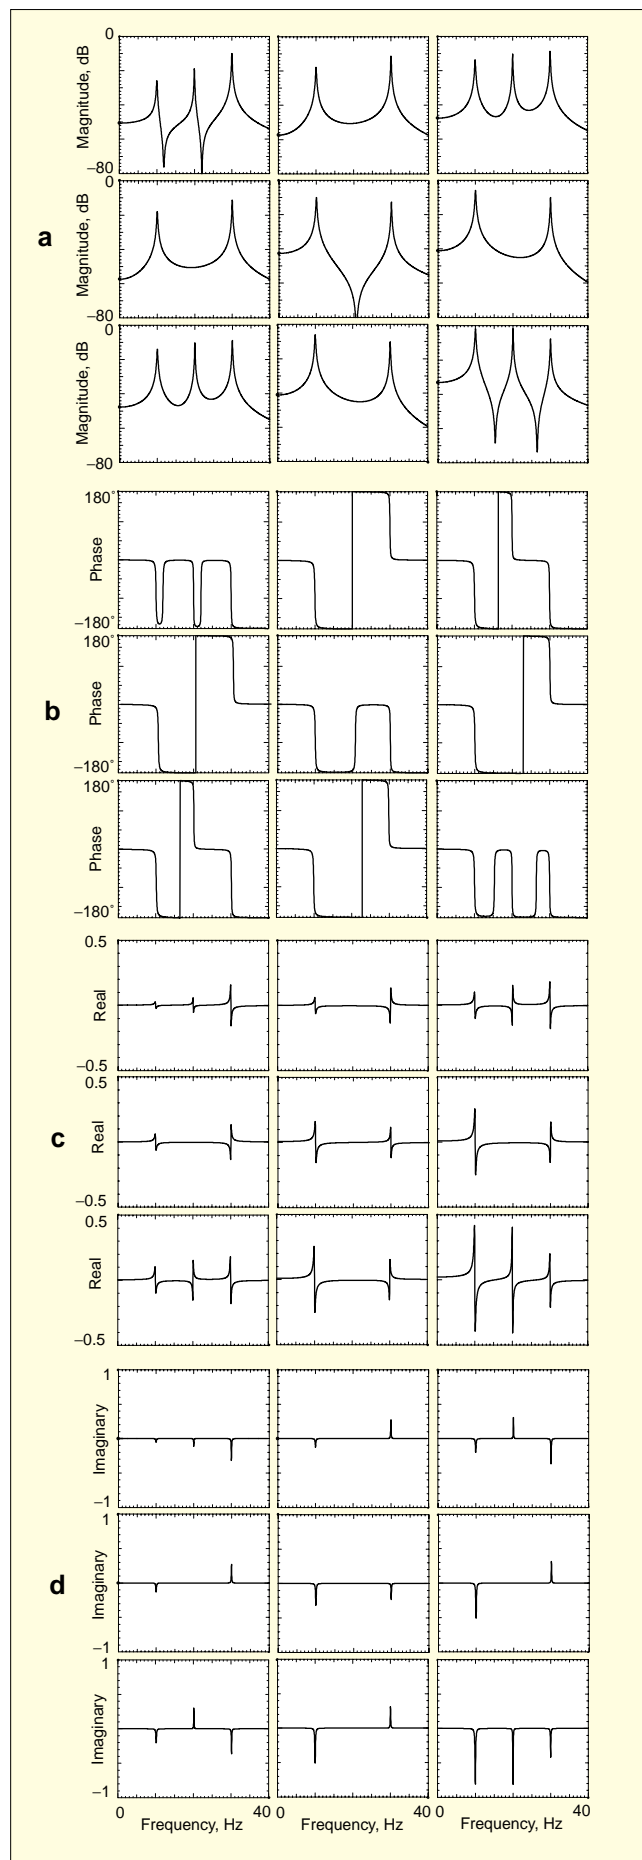 0
Magnitude, dB
−80
0
a
Magnitude, dB
−80
0
Magnitude, dB
−80
180°
Phase
−180°
180°
b
Phase
−180°
180°
Phase
−180°
0.5
Real
−0.5
0.5
c
Real
−0.5
0.5
Real
−0.5
1
Imaginary
−1
1
d
Imaginary
−1
1
Imaginary
−1
0 40 0 40 0 40
Frequency, Hz Frequency, Hz Frequency, Hz